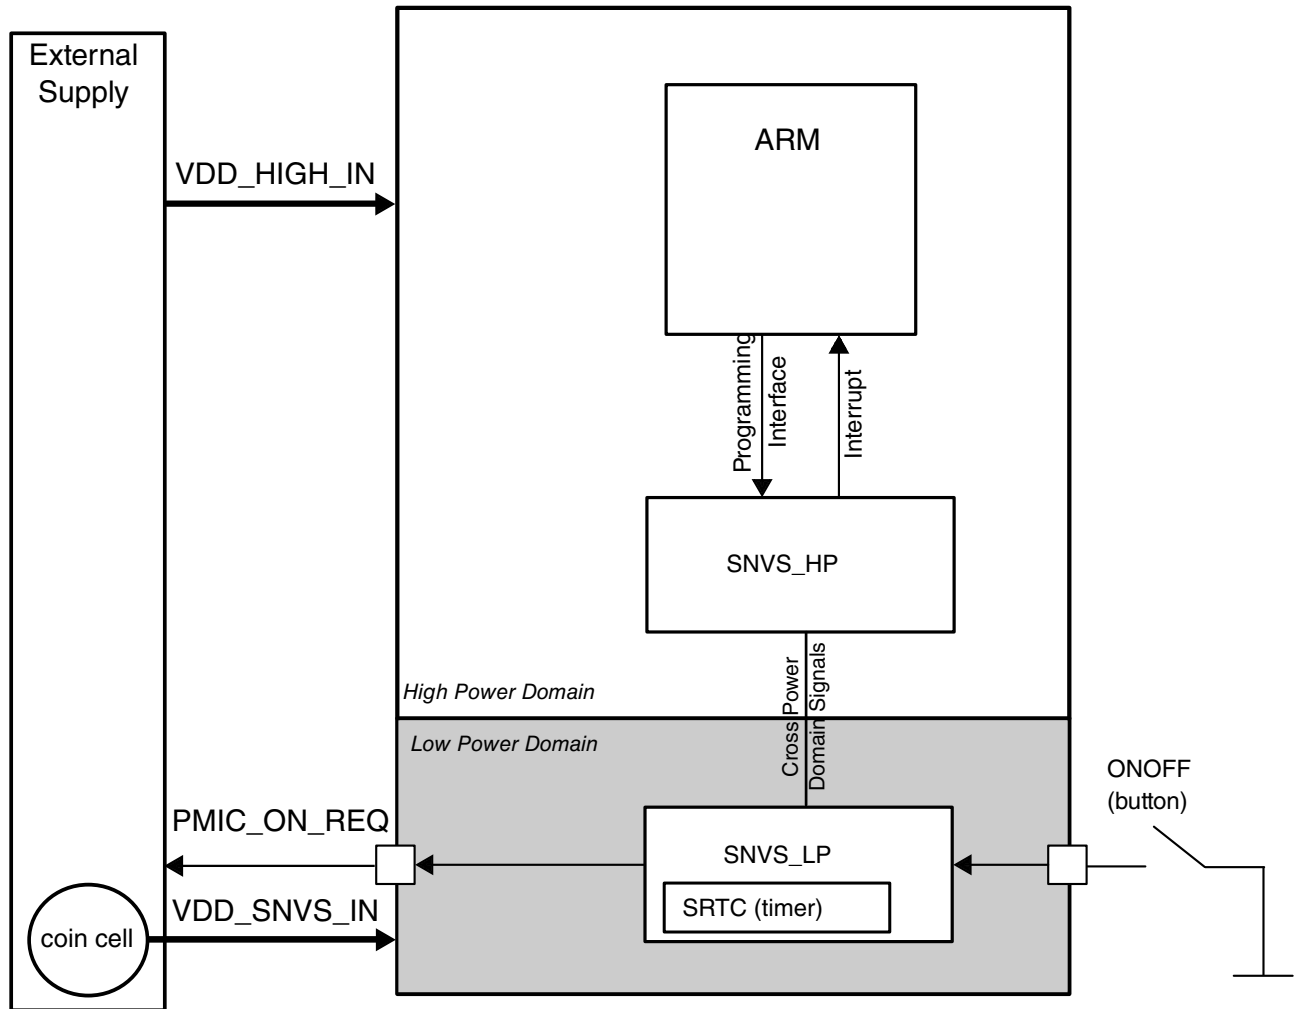 External
Supply
VDD_HIGH_IN
ARM
Programming
Interface
Interrupt
SNVS_HP
Cross Power
Domain Signals
High Power Domain
Low Power Domain
ONOFF
(button)
PMIC_ON_REQ
SNVS_LP
SRTC (timer)
VDD_SNVS_IN
coin cell